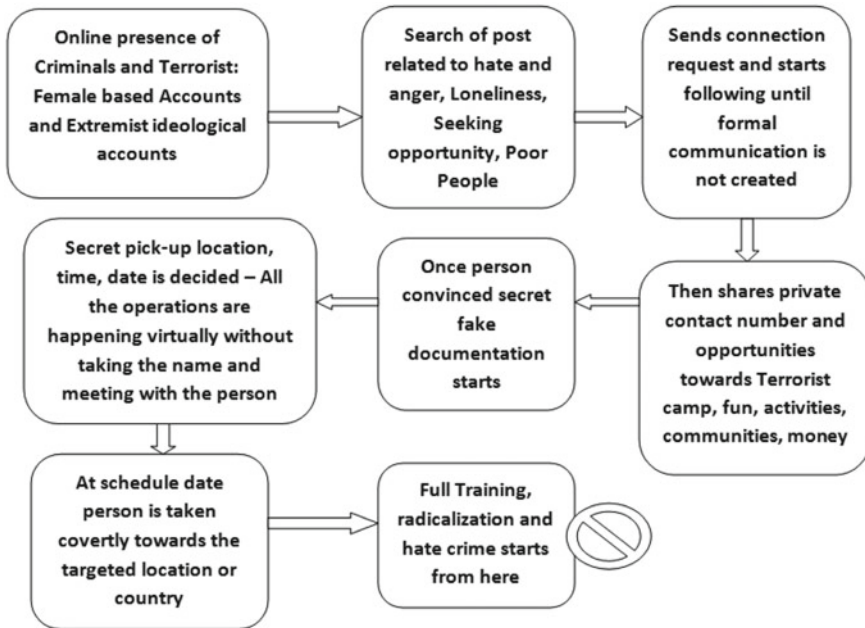 Online presence of
Criminals and Terrorist:
Female based Accounts
and Extremist ideological
accounts
Search of post
related to hate and
anger, Loneliness,
Seeking
opportunity, Poor
People
Sends connection
request and starts
following until
formal
communication is
not created
Then shares private
contact number and
opportunities
towards Terrorist
camp, fun, activities,
communities, money
Once person
convinced secret
fake
documentation
starts
Secret pick-up location,
time, date is decided – All
the operations are
happening virtually without
taking the name and
meeting with the person
At schedule date
person is taken
covertly towards the
targeted location or
country
Full Training,
radicalization and
hate crime starts
from here